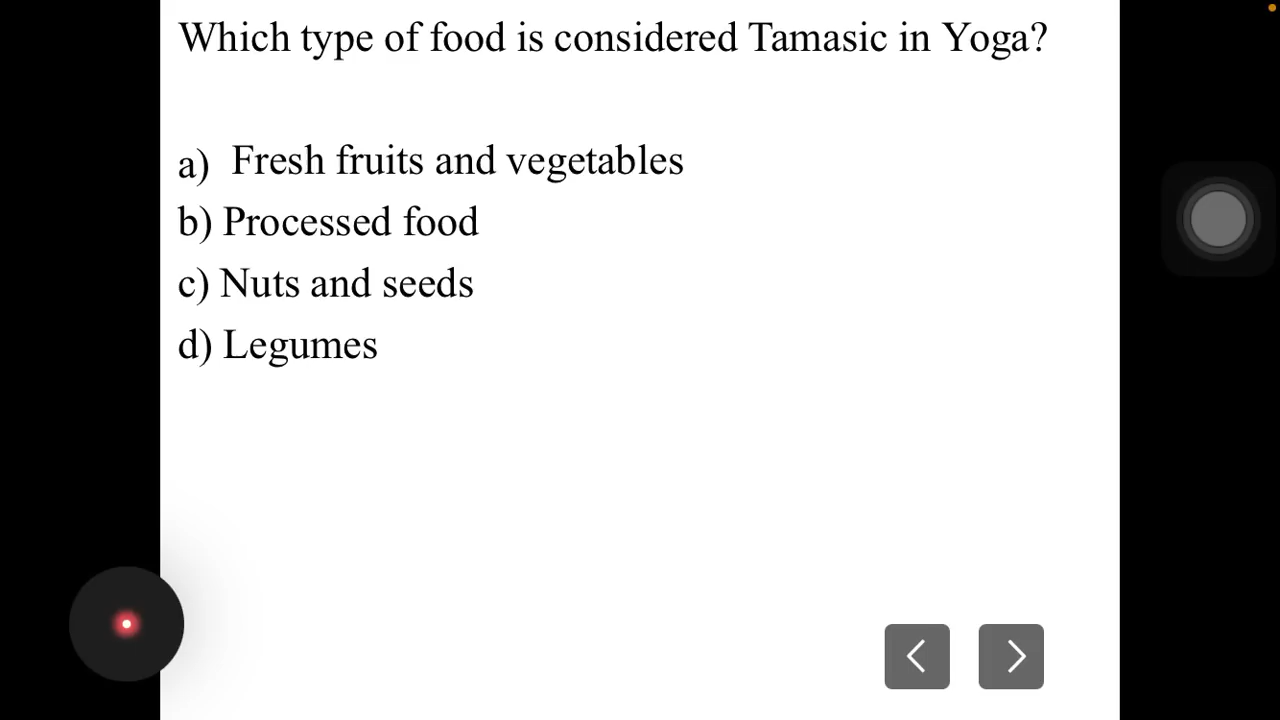 Which type of food is considered Tamasic in Yoga?
a) Fresh fruits and vegetables
b) Processed food
c) Nuts and seeds
d) Legumes